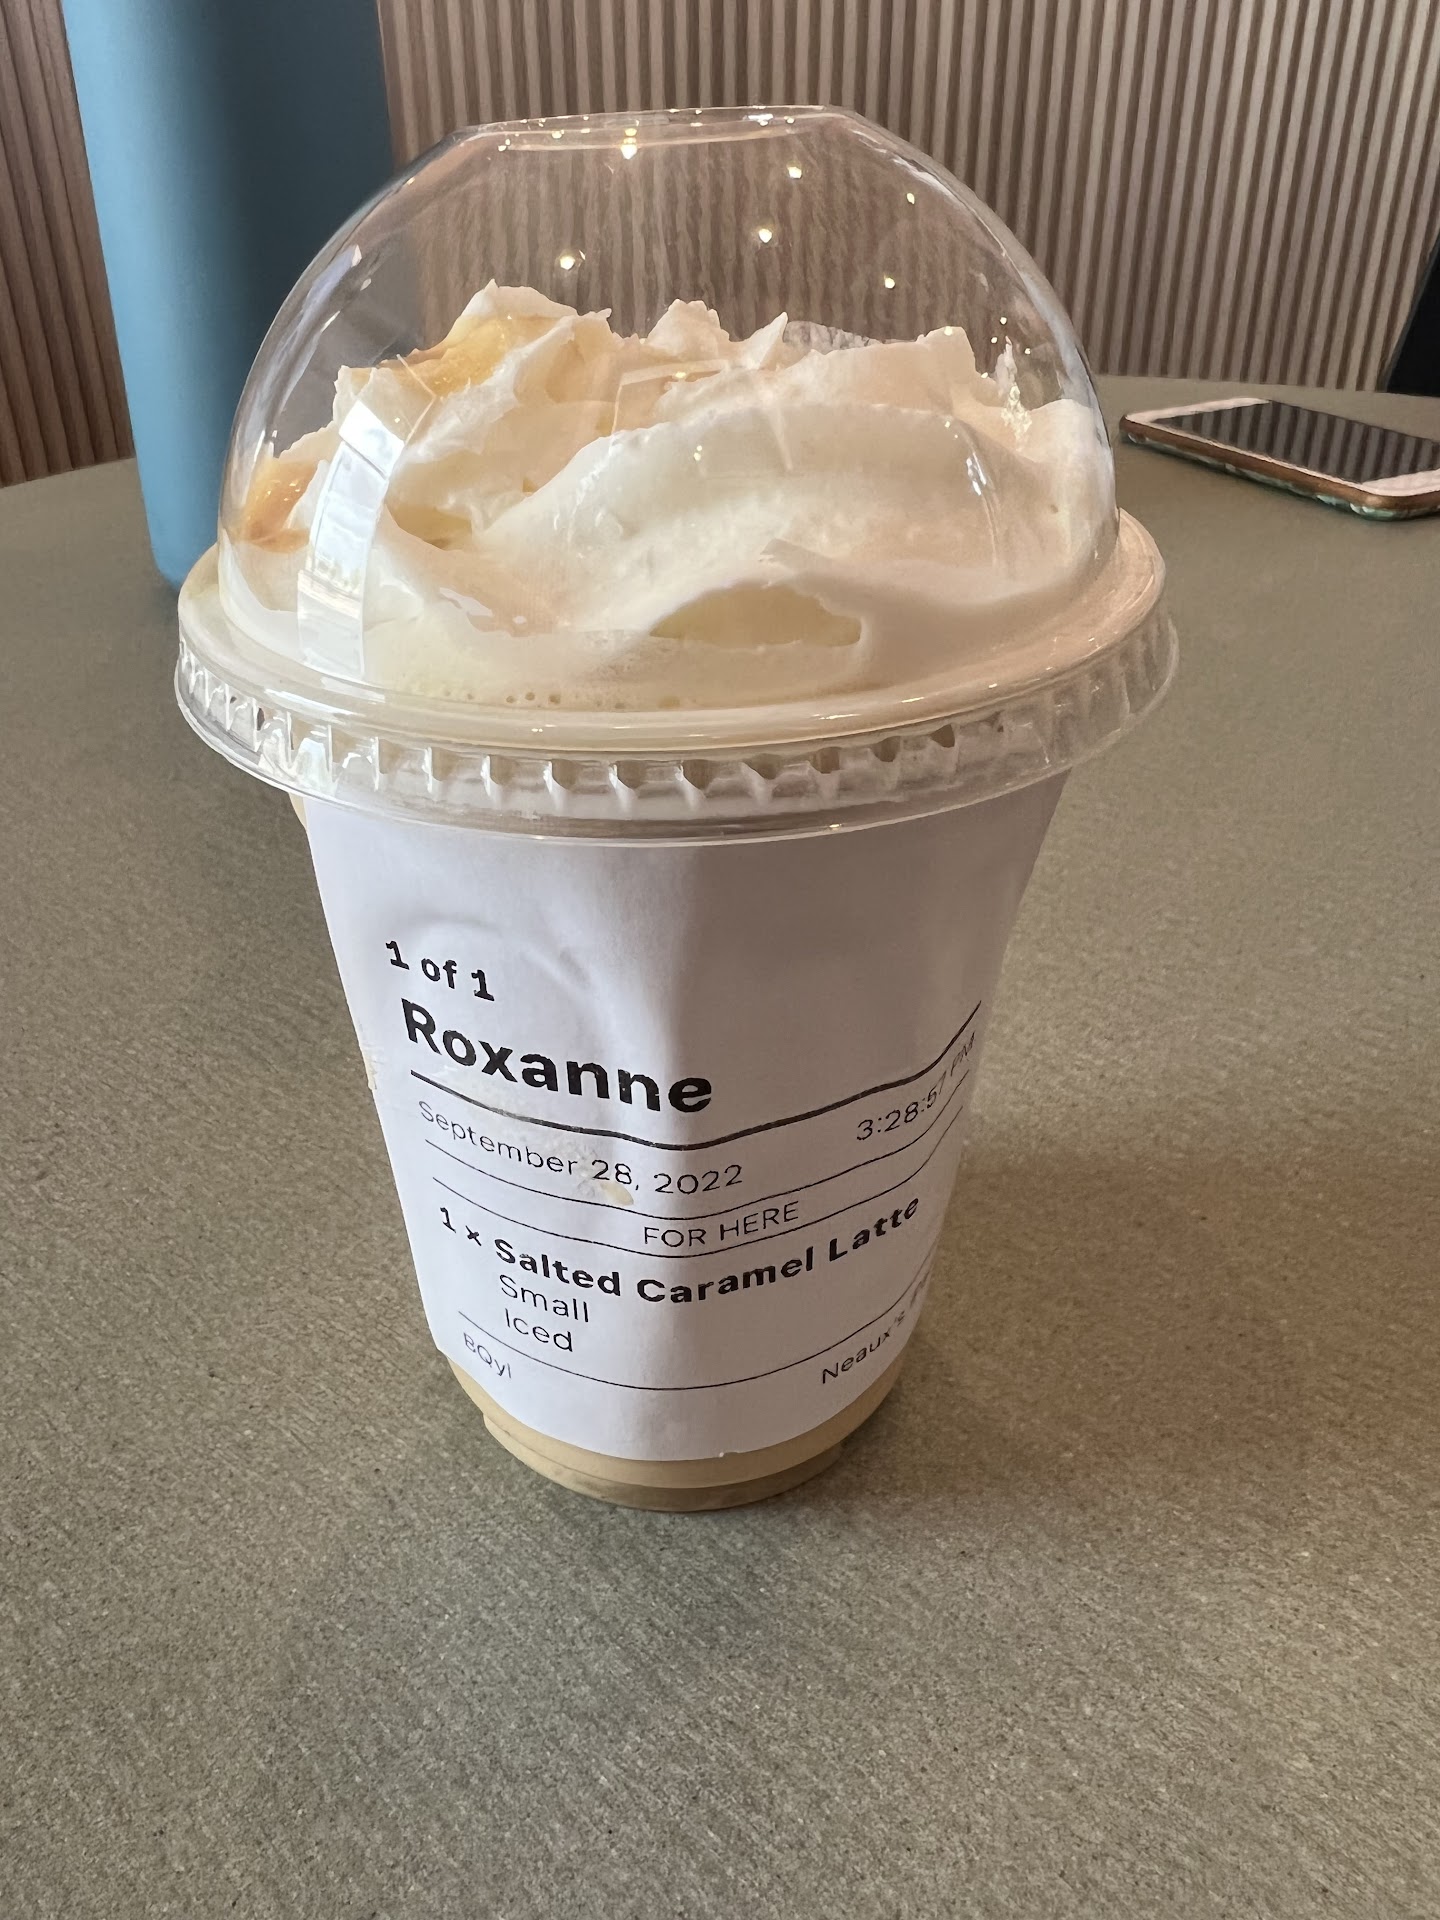 1 of 1
Roxanne
September 28, 2022 3:28:57 PM
FOR HERE
1 × Salted Caramel Latte
Small
Iced
BQyl Neaux's